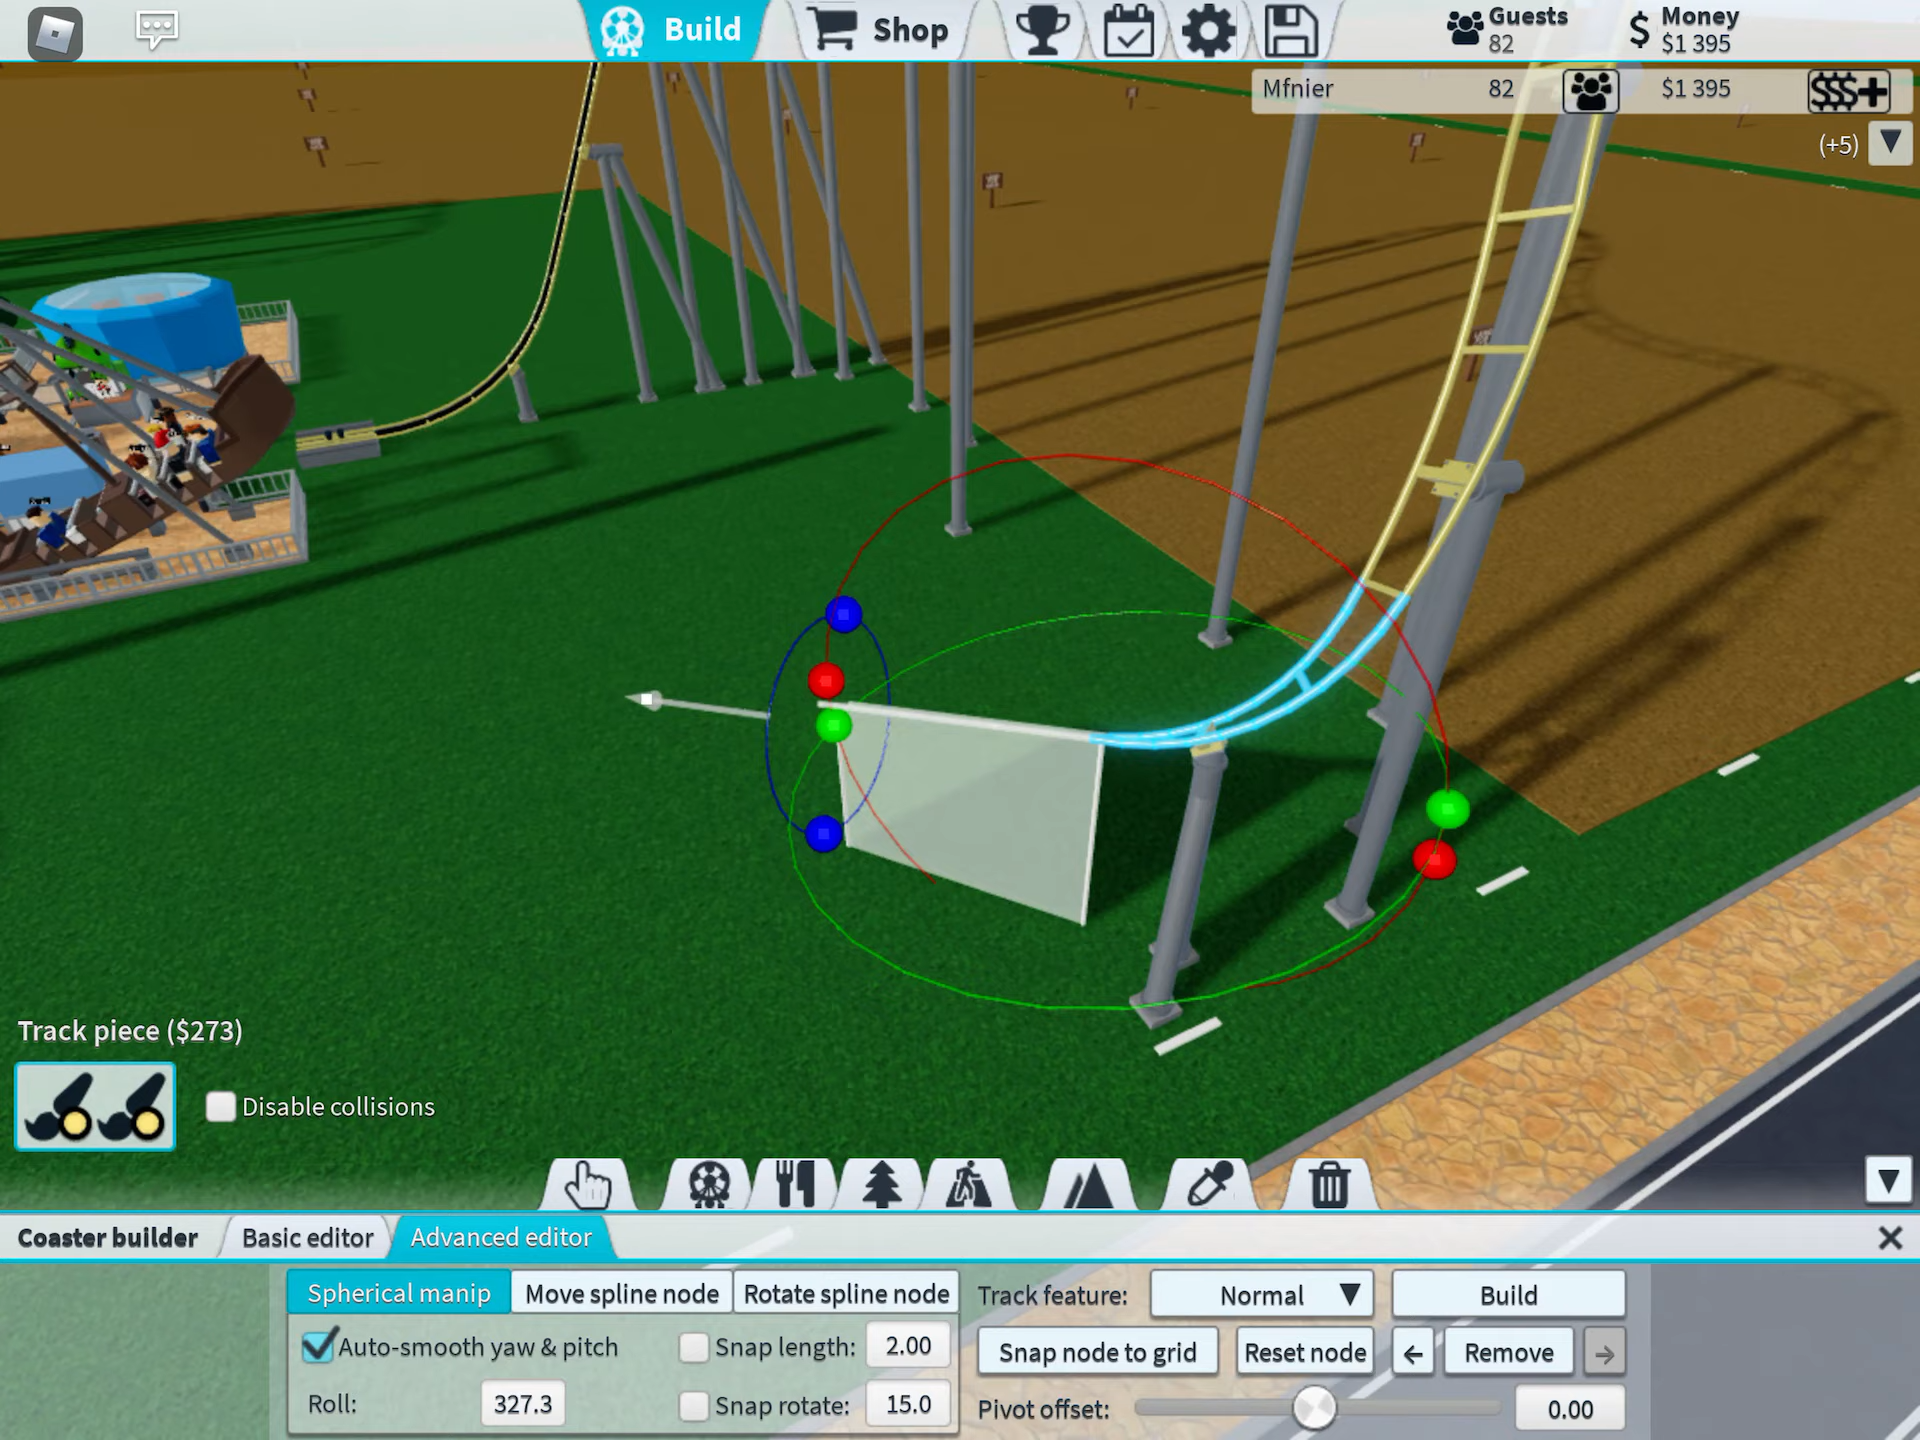 Build
Shop
Guests
82
Money
$1 395
Mfnier 82 $1 395 $$$+
(+5)
Track piece ($273)
Disable collisions
Coaster builder Basic editor Advanced editor
Spherical manip Move spline node Rotate spline node
Auto-smooth yaw & pitch Snap length: 2.00
Roll: 327.3 Snap rotate: 15.0
Track feature: Normal Build
Snap node to grid Reset node Remove
Pivot offset: 0.00